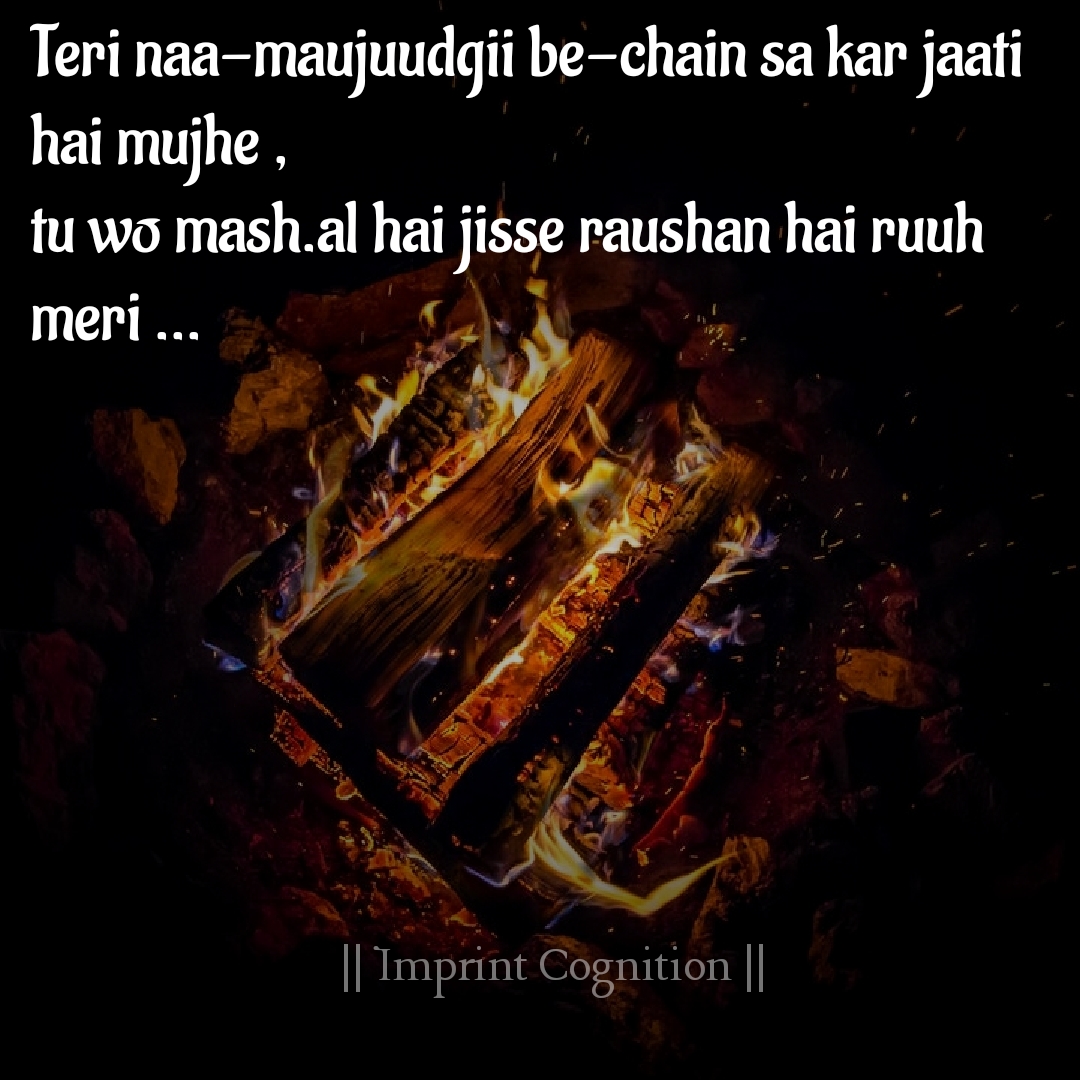 Teri naa-maujuudgii be-chain sa kar jaati
hai mujhe ,
tu wo mash.al hai jisse raushan hai ruuh
meri ...
|| Imprint Cognition ||